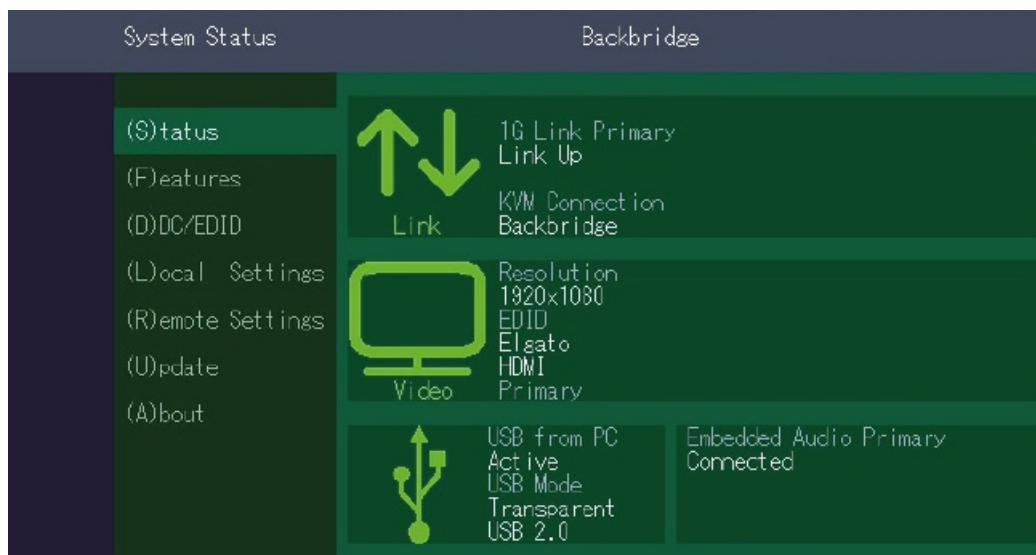 System Status
Backbridge
(S)tatus
(F)eatures
(D)DC/EDID
(L)ocal Settings
(R)emote Settings
(U)pdate
(A)bout
1G Link Primary
Link Up
KVM Connection
Backbridge
Link
Resolution
1920x1080
EDID
Elgato
HDMI
Primary
Video
USB from PC
Active
USB Mode
Transparent
USB 2.0
Embedded Audio Primary
Connected